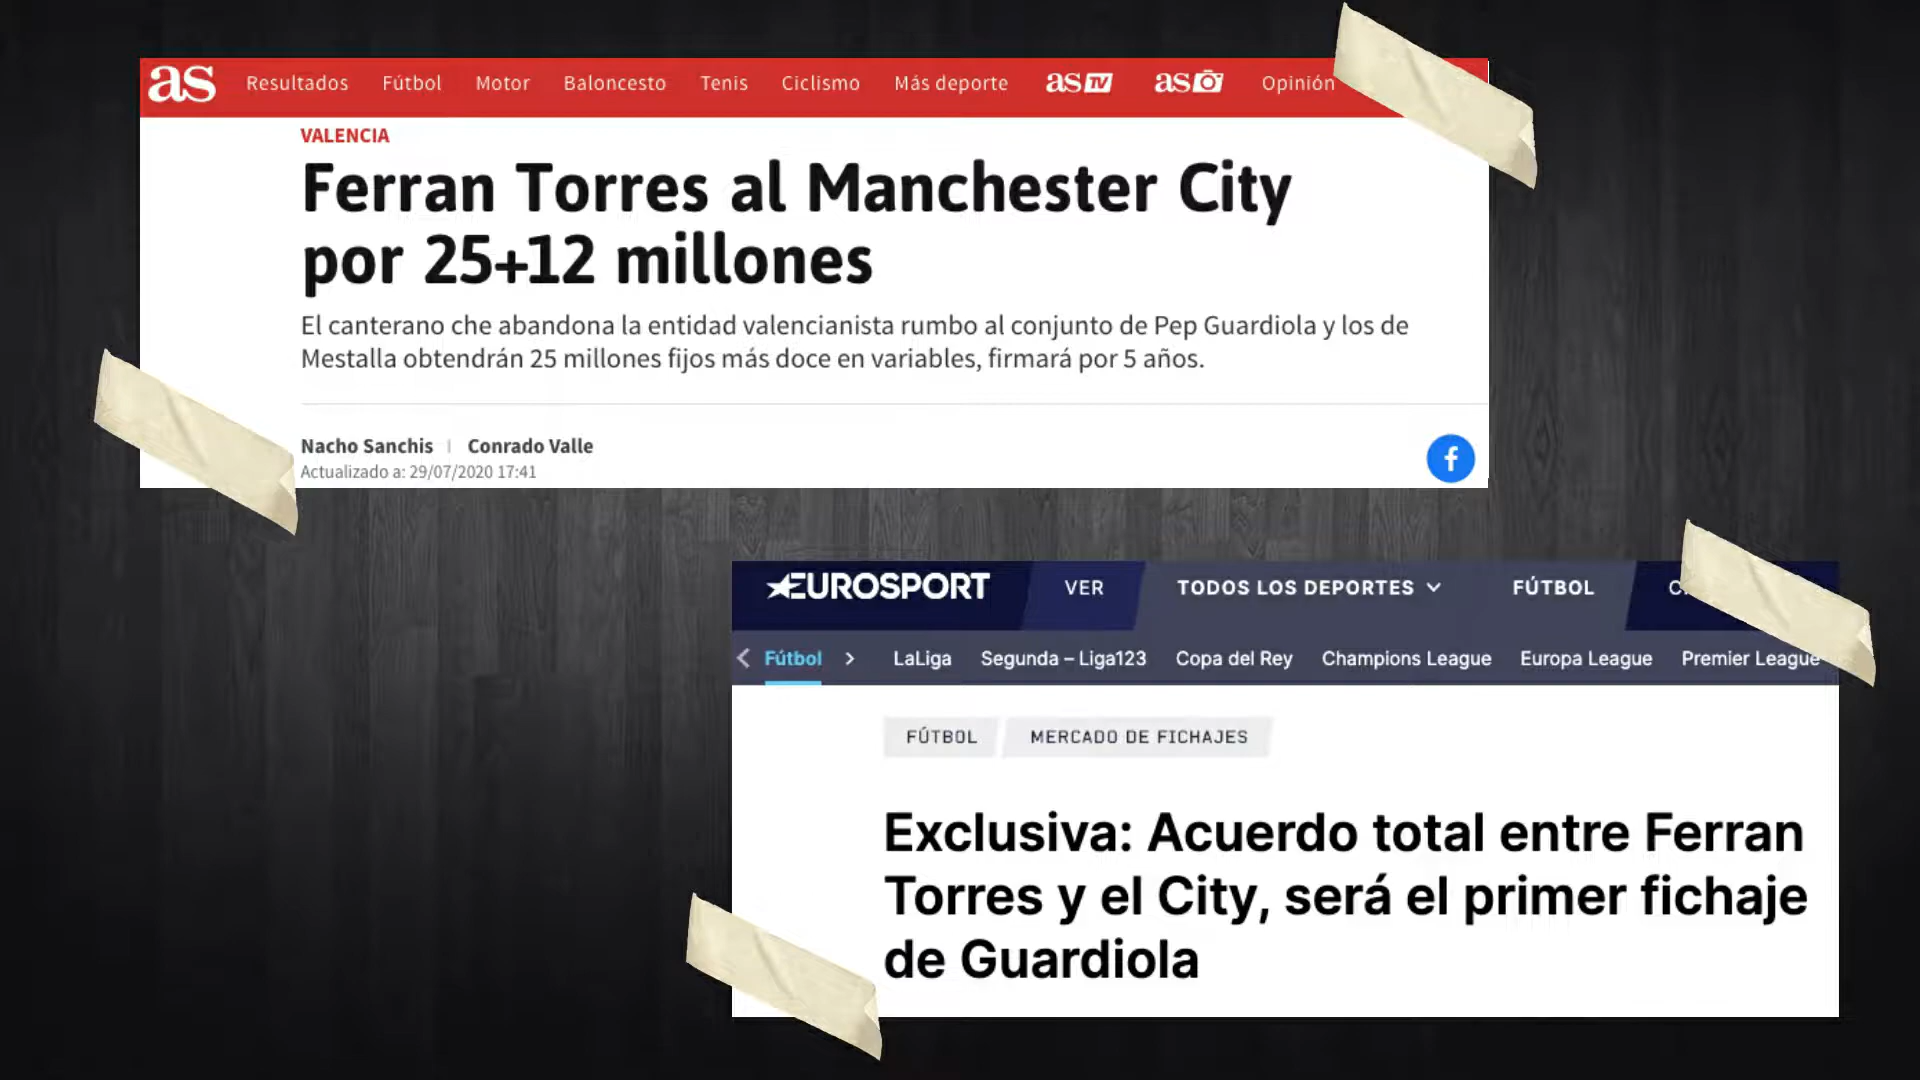 as Resultados Fútbol Motor Baloncesto Tenis Ciclismo Más deporte as TV as Opinión
VALENCIA
Ferran Torres al Manchester City
por 25+12 millones
El canterano che abandona la entidad valencianista rumbo al conjunto de Pep Guardiola y los de
Mestalla obtendrán 25 millones fijos más doce en variables, firmará por 5 años.
Nacho Sanchis | Conrado Valle
Actualizado a: 29/07/2020 17:41
EUROSPORT VER TODOS LOS DEPORTES FÚTBOL
Fútbol LaLiga Segunda – Liga123 Copa del Rey Champions League Europa League Premier League
FÚTBOL MERCADO DE FICHAJES
Exclusiva: Acuerdo total entre Ferran
Torres y el City, será el primer fichaje
de Guardiola